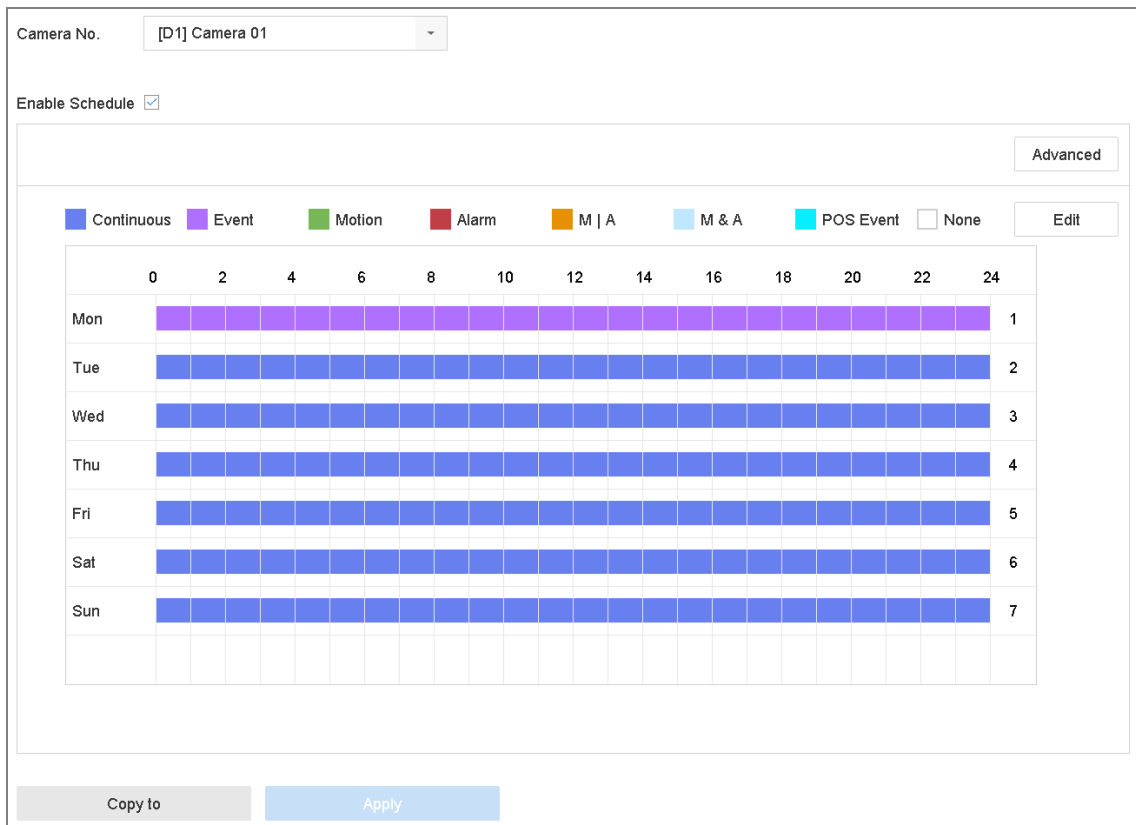 Camera No. [D1] Camera 01
Enable Schedule
Advanced
Continuous Event Motion Alarm M | A M & A POS Event None Edit
0 2 4 6 8 10 12 14 16 18 20 22 24
Mon 1
Tue 2
Wed 3
Thu 4
Fri 5
Sat 6
Sun 7
Copy to Apply